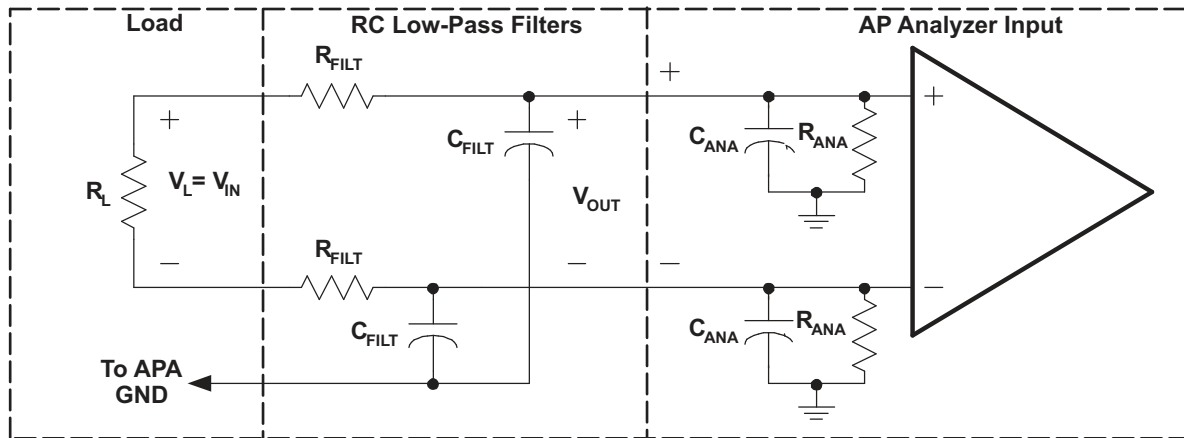 Load
RC Low-Pass Filters
AP Analyzer Input
R_FILT
+
+
+
+
C_FILT
C_ANA
R_ANA
R_L
V_L = V_IN
V_OUT
R_FILT
−
−
−
−
C_FILT
C_ANA
R_ANA
To APA
GND